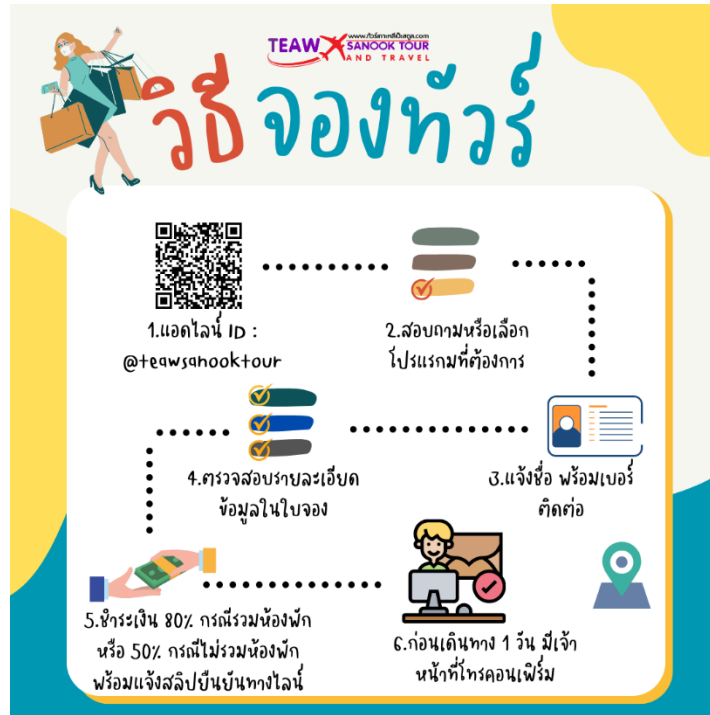 www.ทัวร์เกาะหลีเป๊ะสตูล.com
TEAW SANOOK TOUR
AND TRAVEL
วิธีจองทัวร์
1.แอดไลน์ ID :
@teawsanooktour
2.สอบถามหรือเลือก
โปรแรกมที่ต้องการ
3.แจ้งชื่อ พร้อมเบอร์
ติดต่อ
4.ตรวจสอบรายละเอียด
ข้อมูลในใบจอง
5.ชำระเงิน 80% กรณีรวมห้องพัก
หรือ 50% กรณีไม่รวมห้องพัก
พร้อมแจ้งสลิปยืนยันทางไลน์
6.ก่อนเดินทาง 1 วัน มีเจ้า
หน้าที่โทรคอนเฟิร์ม